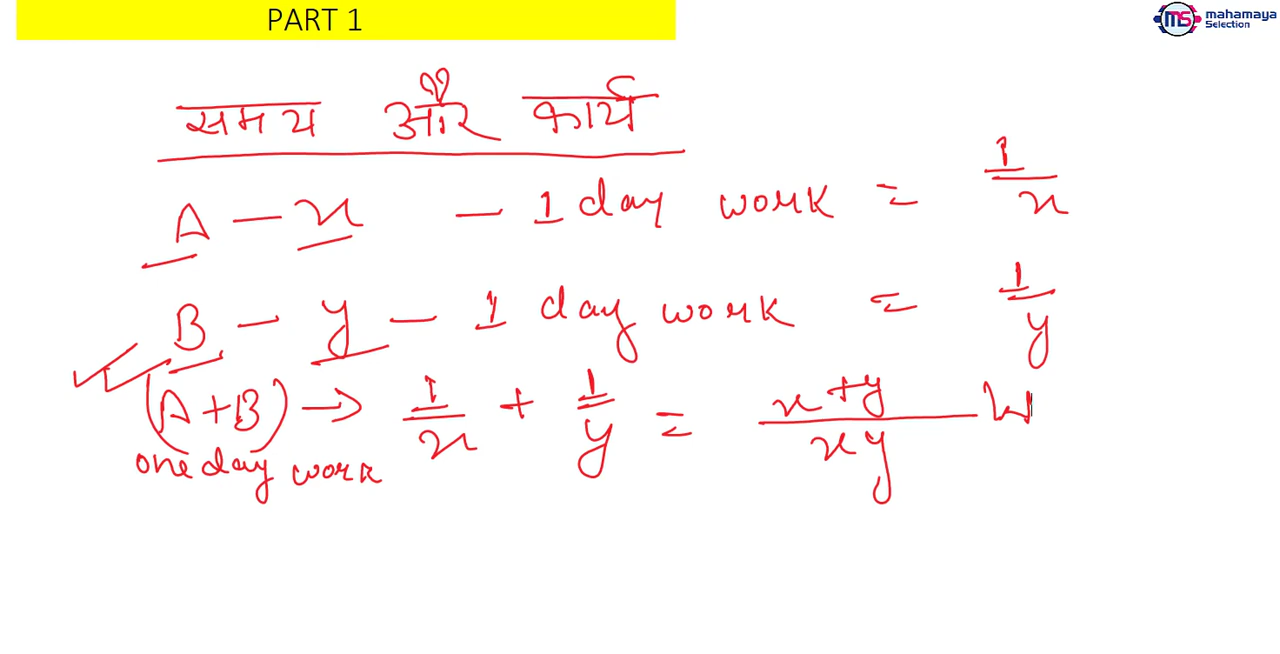 PART 1
mahamaya
Selection
समय और कार्य
A — x — 1 day work = 1/x
B — y — 1 day work = 1/y
(A+B) → 1/x + 1/y = x+y/xy W
one day work